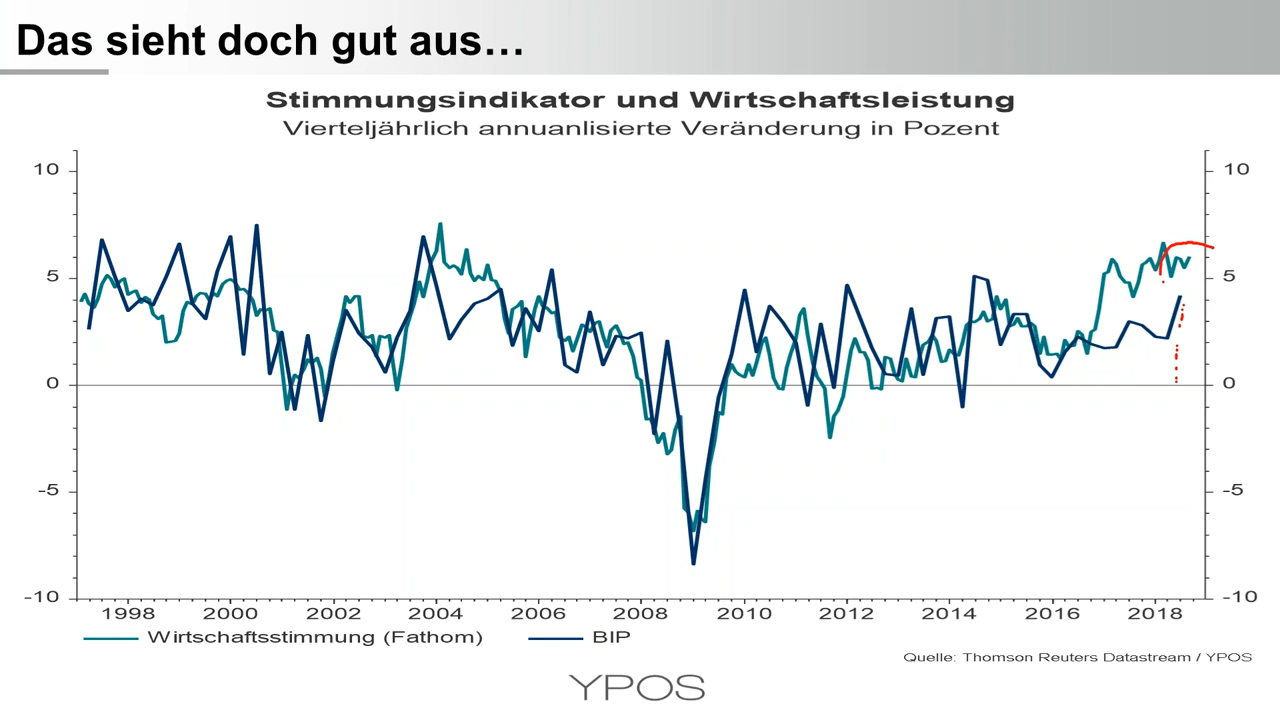 Das sieht doch gut aus…
Stimmungsindikator und Wirtschaftsleistung
Vierteljährlich annuanlisierte Veränderung in Pozent
10 10
5 5
0 0
-5 -5
-10 -10
1998 2000 2002 2004 2006 2008 2010 2012 2014 2016 2018
Wirtschaftsstimmung (Fathom) BIP
Quelle: Thomson Reuters Datastream / YPOS
YPOS